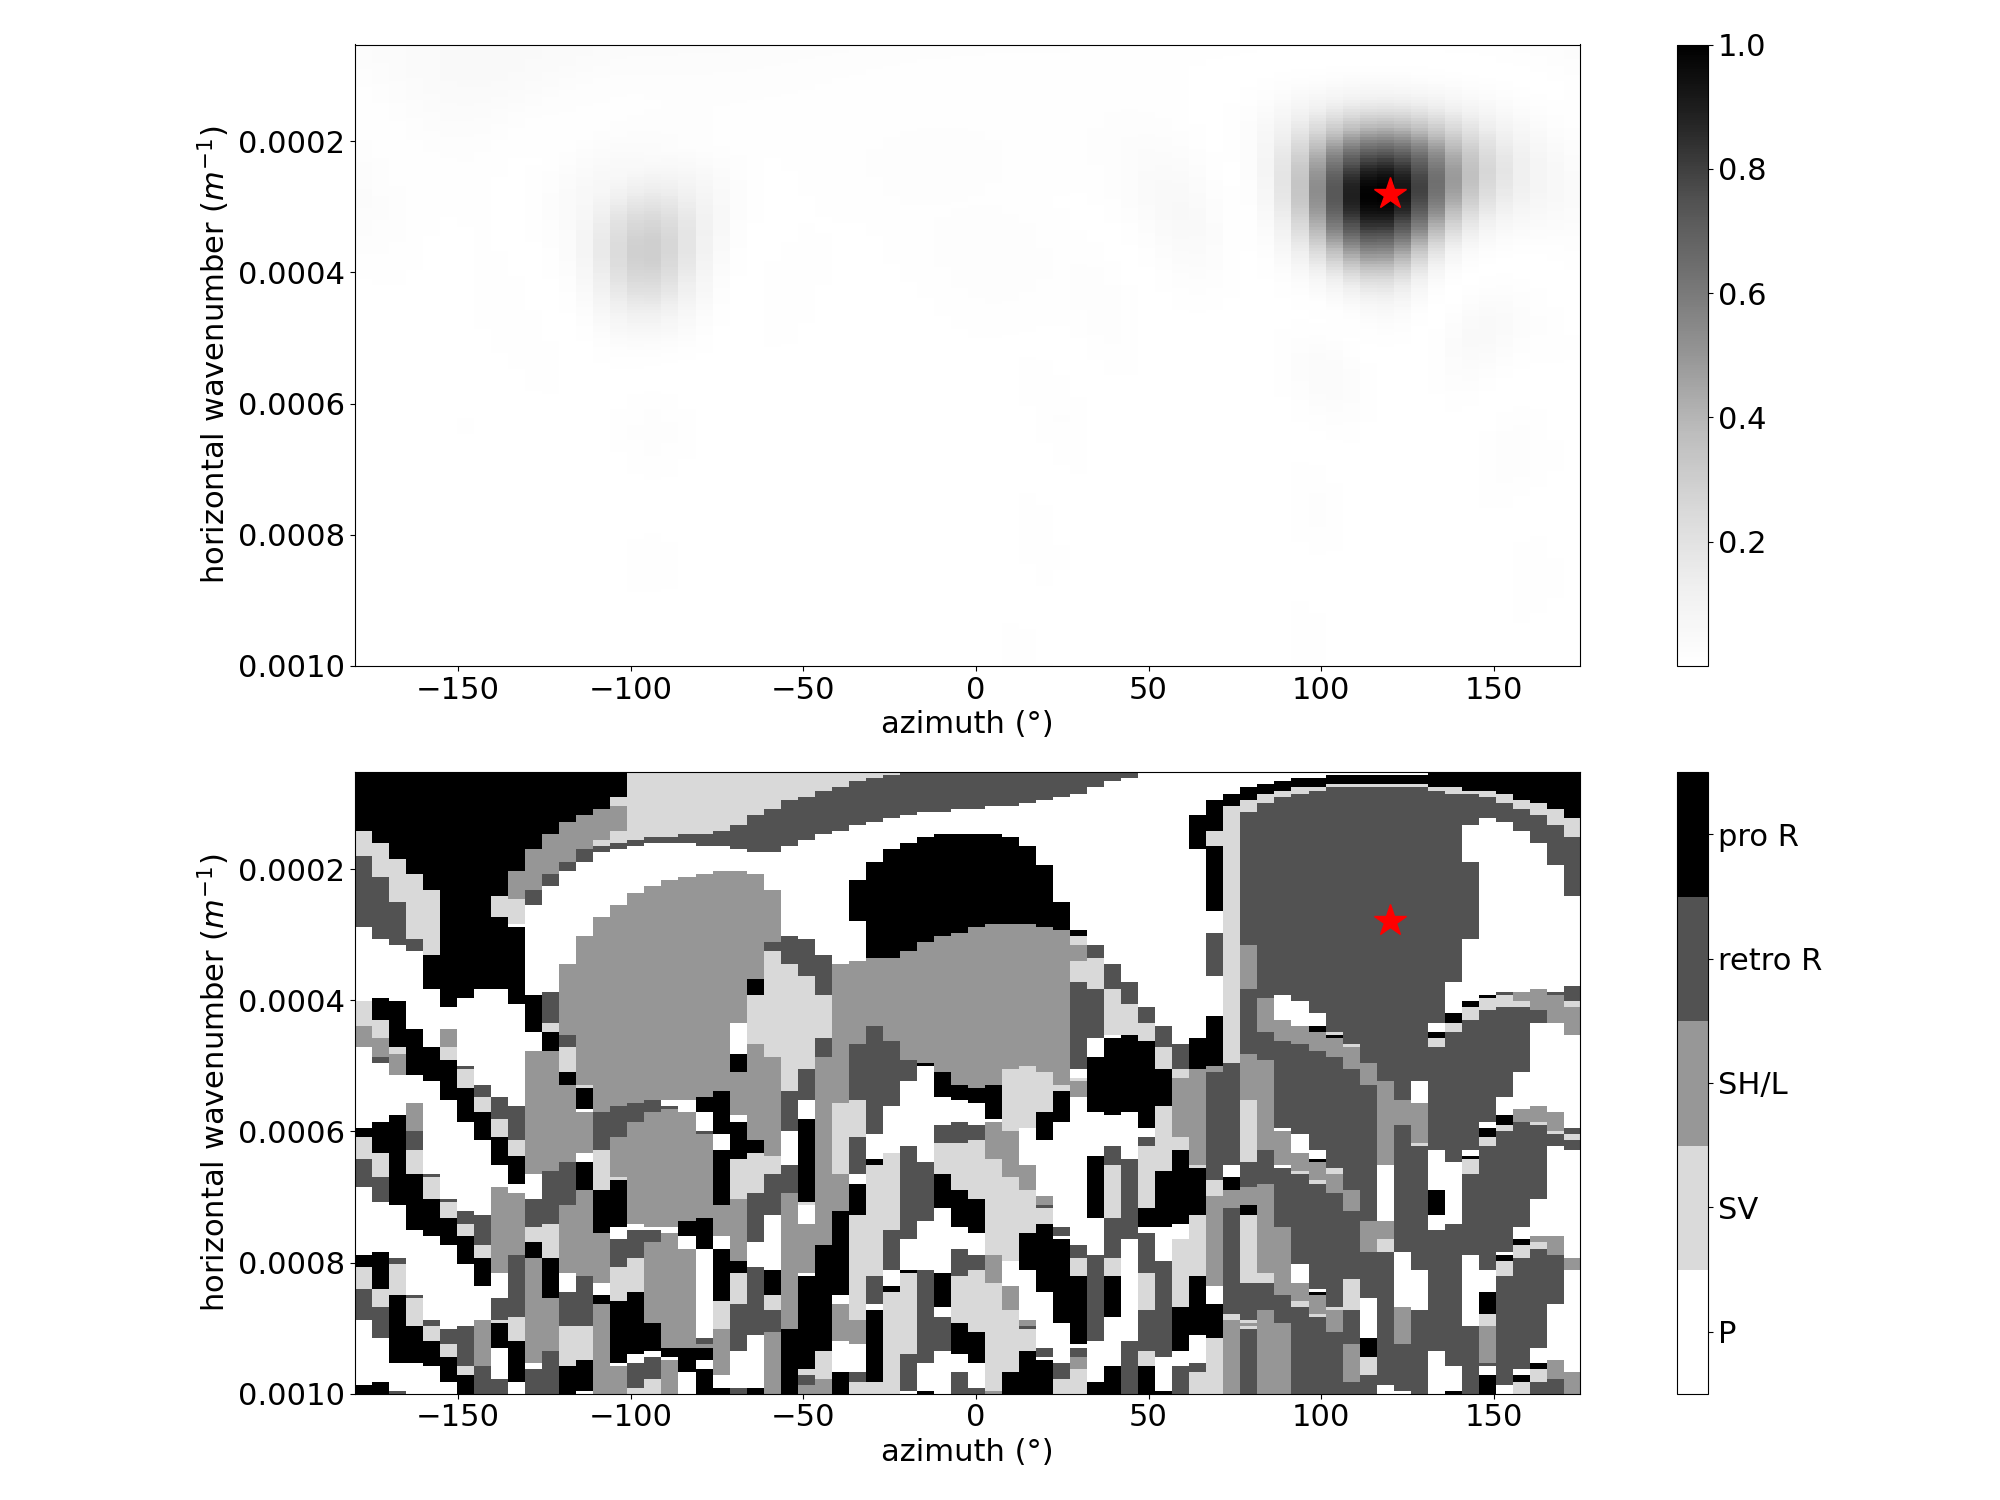 horizontal wavenumber (m⁻¹)
0.0002
0.0004
0.0006
0.0008
0.0010
−150 −100 −50 0 50 100 150
azimuth (°)
1.0
0.8
0.6
0.4
0.2
horizontal wavenumber (m⁻¹)
0.0002
0.0004
0.0006
0.0008
0.0010
−150 −100 −50 0 50 100 150
azimuth (°)
pro R
retro R
SH/L
SV
P